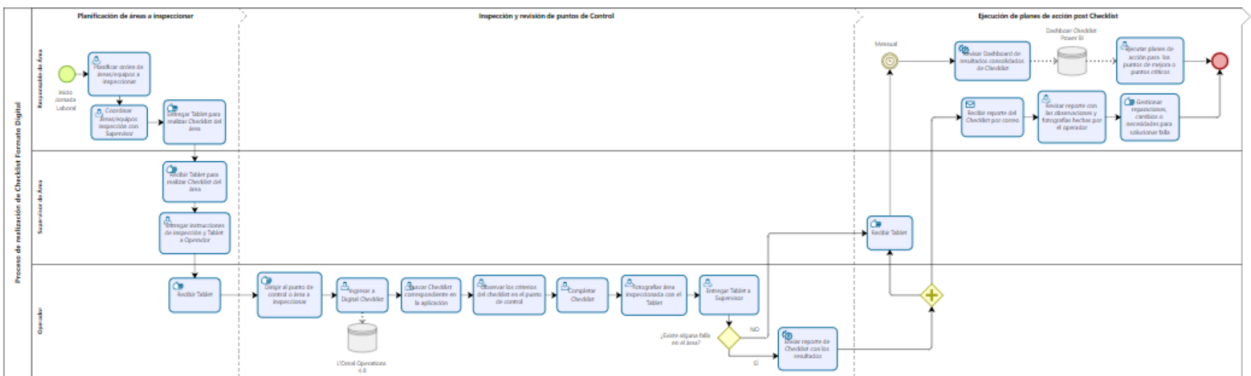 Planificación de áreas a inspeccionar
Inspección y revisión de puntos de Control
Ejecución de planes de acción post Checklist
Proceso de realización de Checklist Formato Digital
Responsable de Área
Inicio
Jornada
Laboral
Planificar orden de
áreas/equipos a
inspeccionar
Coordinar
áreas/equipos
inspección con
Supervisor
Entregar Tablet para
realizar Checklist del
área
Mensual
Revisar Dashboard de
resultados consolidados
de Checklist
Dashboar Checklist
Power BI
Ejecutar planes de
acción para los
puntos de mejora o
puntos críticos
Recibir reporte del
Checklist por correo
Revisar reporte con
las observaciones y
fotografías hechas por
el operador
Gestionar
reparaciones,
cambios o
necesidades para
solucionar falla
Supervisor de Área
Recibir Tablet para
realizar Checklist del
área
Entregar instrucciones
de inspección y Tablet
a Operador
Recibir Tablet
Operador
Recibir Tablet
Dirigir al punto de
control o área a
inspeccionar
Ingresar a
Digital Checklist
L'Oreal Operations
4.0
Buscar Checklist
correspondiente en
la aplicación
Observar los criterios
del checklist en el punto
de control
Completar
Checklist
Fotografiar área
inspeccionada con el
Tablet
Entregar Tablet a
Supervisor
¿Existe alguna falla
en el área?
NO
SÍ
Enviar reporte de
Checklist con los
resultados